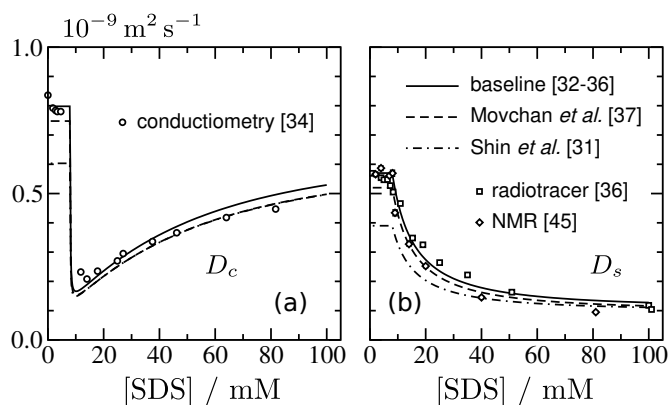 10⁻⁹ m² s⁻¹
1.0
0.5
0.0
conductiometry [34]
D_c
(a)
0 20 40 60 80 100
[SDS] / mM
baseline [32-36]
Movchan et al. [37]
Shin et al. [31]
radiotracer [36]
NMR [45]
D_s
(b)
0 20 40 60 80 100
[SDS] / mM